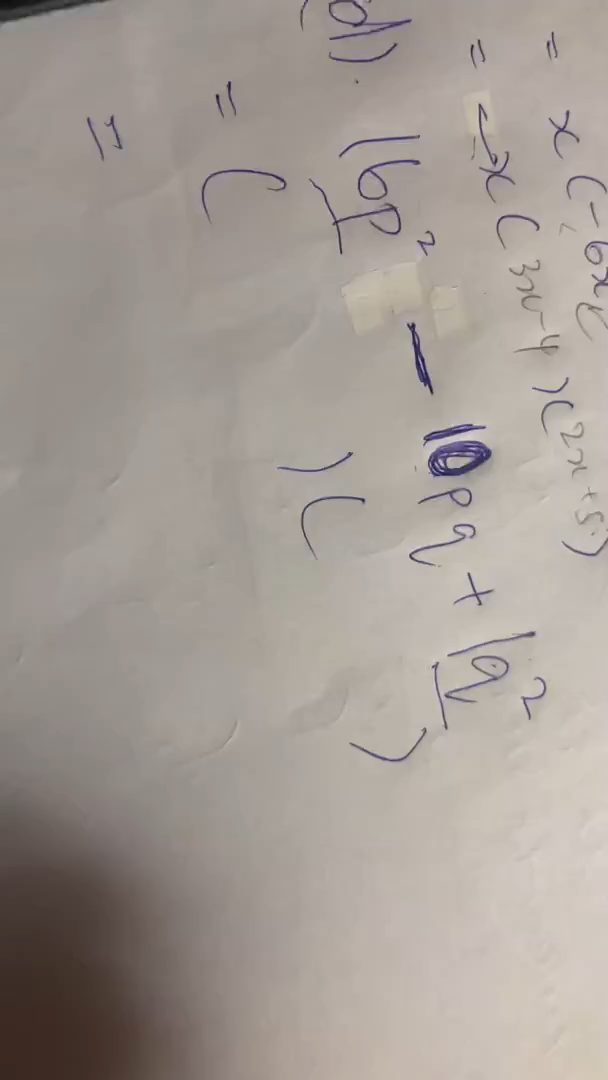 = x(-6x
= -x(3x-4)(2x+5)
(d). 16p² - 10pq + 1q²
= ( )( )
=